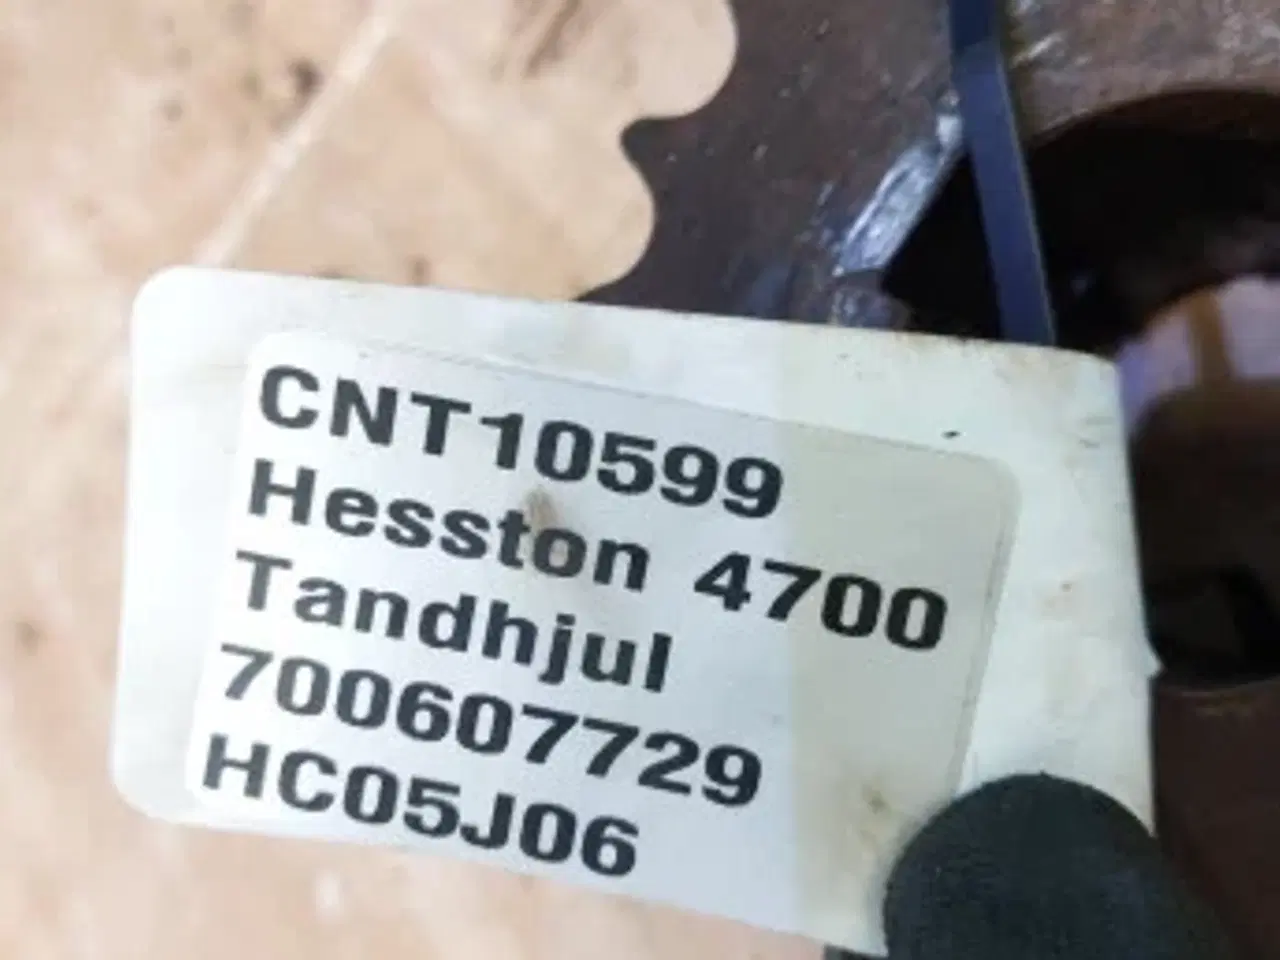 CNT10599
Hesston 4700
Tandhjul
700607729
HC05J06